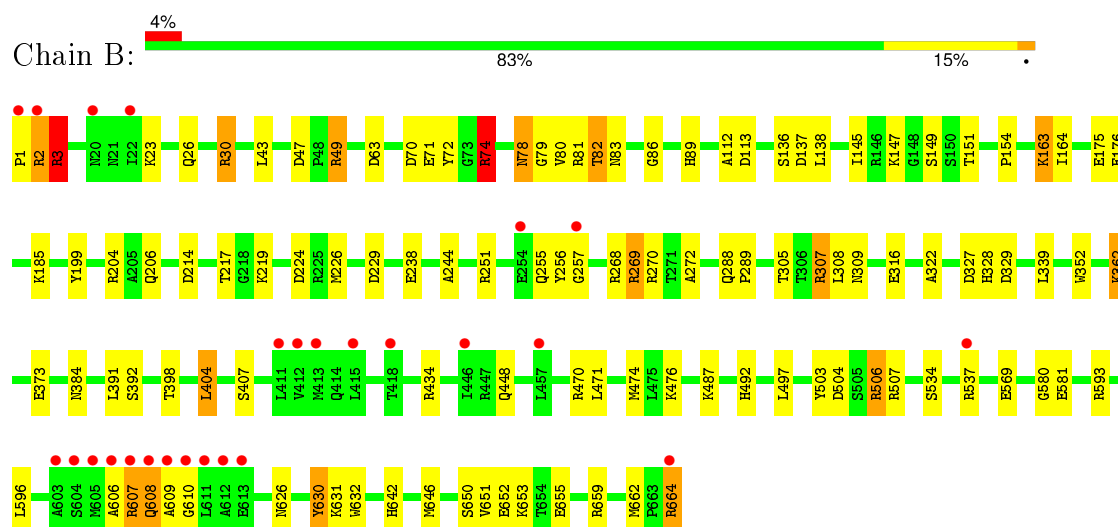 4%
Chain B:
83% 15% •
P1 R2 R3 N20 N21 I22 K23 Q26 R30 L43 D47 P48 R49 D63 D70 E71 Y72 G73 R74 N78 G79 V80 R81 T82 N83 G86 H89 A112 D113 S136 D137 L138 I145 R146 K147 G148 S149 S150 T151 P154 K163 I164 E175 E176
K185 Y199 R204 A205 Q206 D214 T217 G218 K219 D224 R225 M226 D229 E238 A244 R251 E254 Q255 Y256 G257 R268 R269 R270 T271 A272 Q288 P289 T305 T306 R307 L308 N309 E316 A322 D327 H328 D329 L339 W352
E373 N384 L391 S392 T398 L404 S407 L411 V412 M413 Q414 L415 T418 R434 I446 R447 Q448 L457 R470 L471 M474 L475 K476 K487 H492 L497 Y503 D504 S505 R506 R507 S534 R537 E569 G580 E581 R593
L596 A603 S604 M605 A606 R607 Q608 A609 G610 L611 A612 E613 N626 Y630 K631 W632 H642 M646 S650 V651 E652 K653 T654 E655 R659 M662 P663 R664